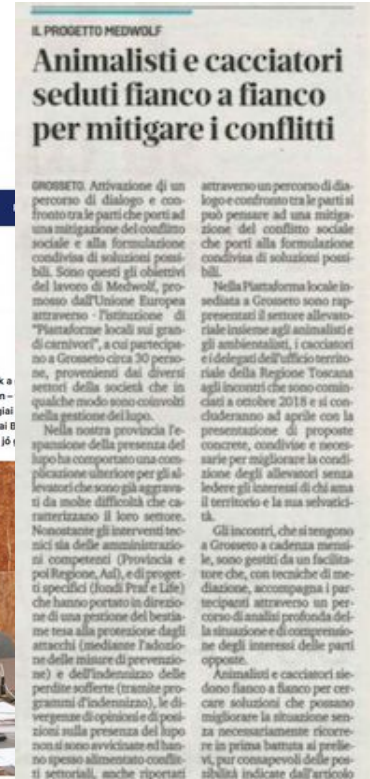 IL PROGETTO MEDWOLF
Animalisti e cacciatori
seduti fianco a fianco
per mitigare i conflitti
GROSSETO. Attivazione di un
percorso di dialogo e con-
fronto tra le parti che porti ad
una mitigazione del conflitto
sociale e alla formulazione
condivisa di soluzioni possi-
bili. Sono questi gli obiettivi
del lavoro di Medwolf, pro-
mosso dall'Unione Europea
attraverso l'istituzione di
"Piattaforme locali sui gran-
di carnivori", a cui partecipa-
no a Grosseto circa 30 perso-
ne, provenienti dai diversi
settori della società che in
qualche modo sono coinvolti
nella gestione del lupo.
Nella nostra provincia l'e-
spansione della presenza del
lupo ha comportato una com-
plicazione ulteriore per gli al-
levatori che sono già aggrava-
ti da molte difficoltà che ca-
ratterizzano il loro settore.
Nonostante gli interventi tec-
nici sia delle amministrazio-
ni competenti (Provincia e
poi Regione, Asl), e di proget-
ti specifici (fondi Praf e Life)
che hanno portato in direzio-
ne di una gestione del bestia-
me tesa alla protezione dagli
attacchi (mediante l'adozio-
ne delle misure di prevenzio-
ne) e dell'indennizzo delle
perdite sofferte (tramite pro-
grammi d'indennizzo), le di-
vergenze di opinioni e di posi-
zioni sulla presenza del lupo
non si sono avvicinate ed han-
no spesso alimentato conflit-
ti settoriali, anche riportati
attraverso un percorso di dia-
logo e confronto tra le parti si
può pensare ad una mitiga-
zione del conflitto sociale
che porti alla formulazione
condivisa di soluzioni possi-
bili.
Nella Piattaforma locale in-
sediata a Grosseto sono rap-
presentati il settore allevato-
riale insieme agli animalisti e
gli ambientalisti, i cacciatori
e i delegati dell'ufficio territo-
riale della Regione Toscana
agli incontri che sono comin-
ciati a ottobre 2018 e si con-
cluderanno ad aprile con la
presentazione di proposte
concrete, condivise e neces-
sarie per migliorare la condi-
zione degli allevatori senza
ledere gli interessi di chi ama
il territorio e la sua selvatici-
tà.
Gli incontri, che si tengono
a Grosseto a cadenza mensi-
le, sono gestiti da un facilita-
tore che, con tecniche di me-
diazione, accompagna i par-
tecipanti attraverso un per-
corso di analisi profonda del-
la situazione e di comprensio-
ne degli interessi delle parti
opposte.
Animalisti e cacciatori sie-
dono fianco a fianco per cer-
care soluzioni che possano
migliorare la situazione sen-
za necessariamente ricorre-
re in prima battuta ai prelie-
vi, pur consapevoli delle pos-
sibilità indicate dall'articolo